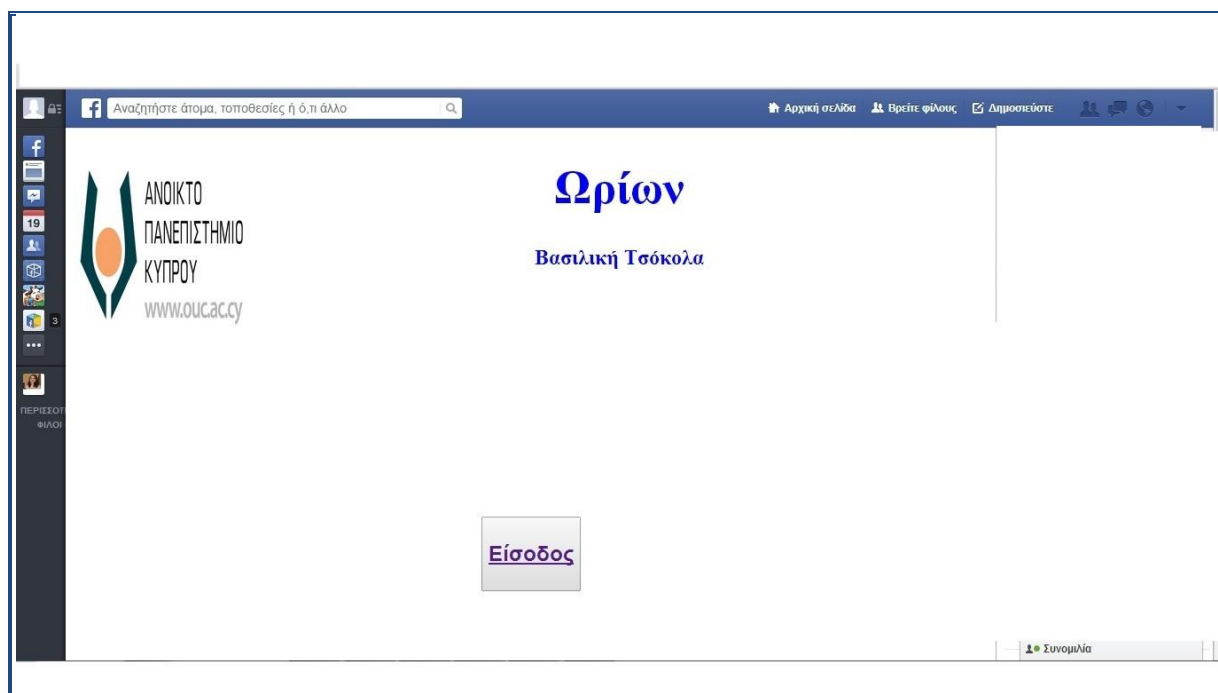 Αναζητήστε άτομα, τοποθεσίες ή ό,τι άλλο
Αρχική σελίδα Βρείτε φίλους Δημοσιεύστε
19
3
ΠΕΡΙΣΣΟΤ
ΦΙΛΟΙ
ΑΝΟΙΚΤΟ
ΠΑΝΕΠΙΣΤΗΜΙΟ
ΚΥΠΡΟΥ
www.ouc.ac.cy
Ωρίων
Βασιλική Τσόκολα
Είσοδος
Συνομιλία